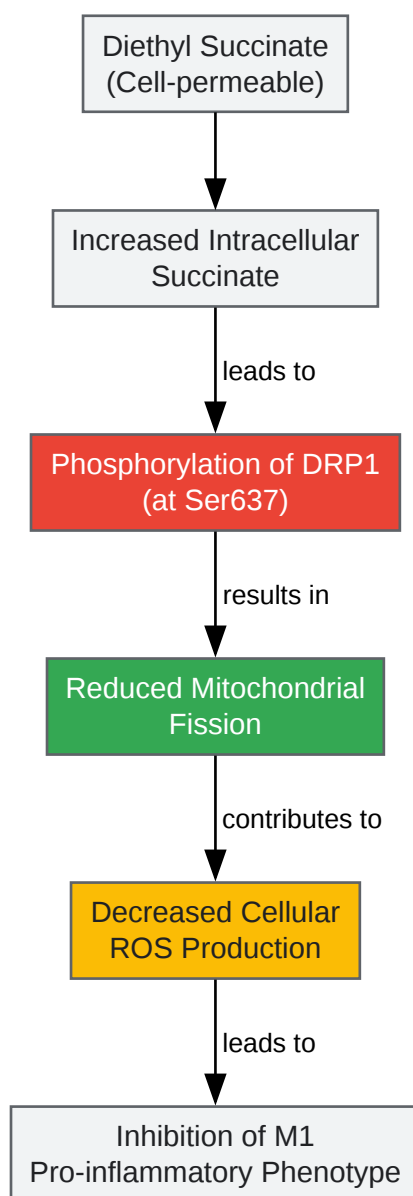 Diethyl Succinate
(Cell-permeable)
Increased Intracellular
Succinate
leads to
Phosphorylation of DRP1
(at Ser637)
results in
Reduced Mitochondrial
Fission
contributes to
Decreased Cellular
ROS Production
leads to
Inhibition of M1
Pro-inflammatory Phenotype